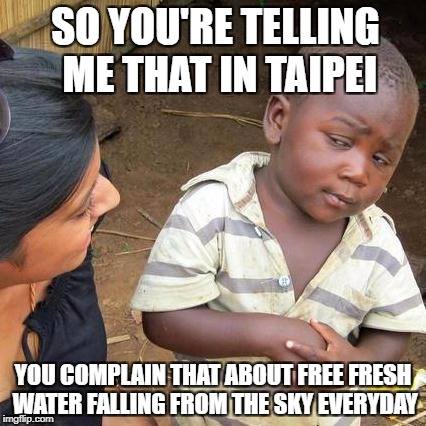 SO YOU'RE TELLING
ME THAT IN TAIPEI
YOU COMPLAIN THAT ABOUT FREE FRESH
WATER FALLING FROM THE SKY EVERYDAY
imgflip.com